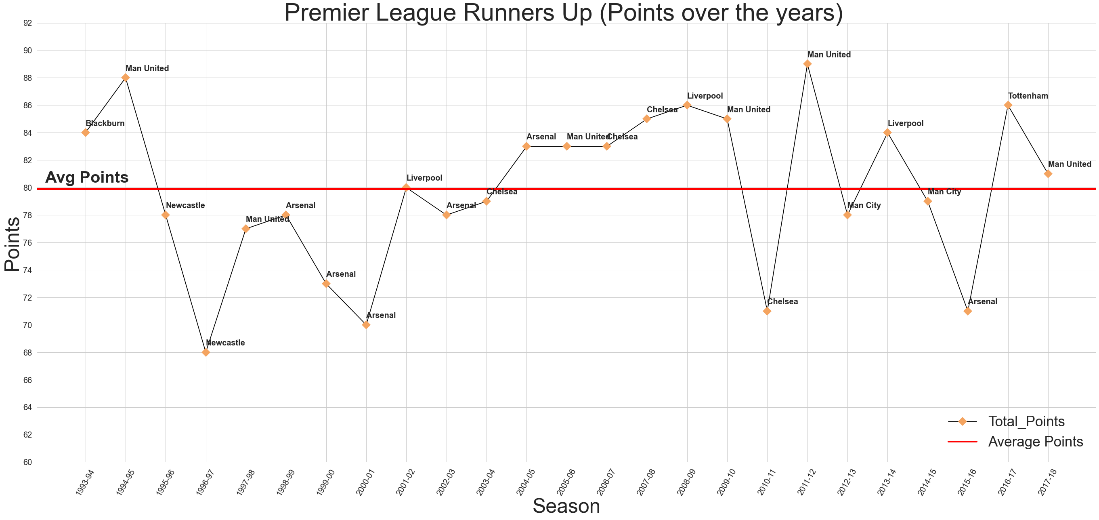 Premier League Runners Up (Points over the years)
92
90
88
86
84
82
80
78
76
74
72
70
68
66
64
62
60
Points
Avg Points
Blackburn
Man United
Newcastle
Newcastle
Man United
Arsenal
Arsenal
Arsenal
Liverpool
Arsenal
Chelsea
Arsenal
Man United
Chelsea
Chelsea
Liverpool
Man United
Chelsea
Man United
Man City
Liverpool
Man City
Arsenal
Tottenham
Man United
Total_Points
Average Points
1993-94
1994-95
1995-96
1996-97
1997-98
1998-99
1999-00
2000-01
2001-02
2002-03
2003-04
2004-05
2005-06
2006-07
2007-08
2008-09
2009-10
2010-11
2011-12
2012-13
2013-14
2014-15
2015-16
2016-17
2017-18
Season